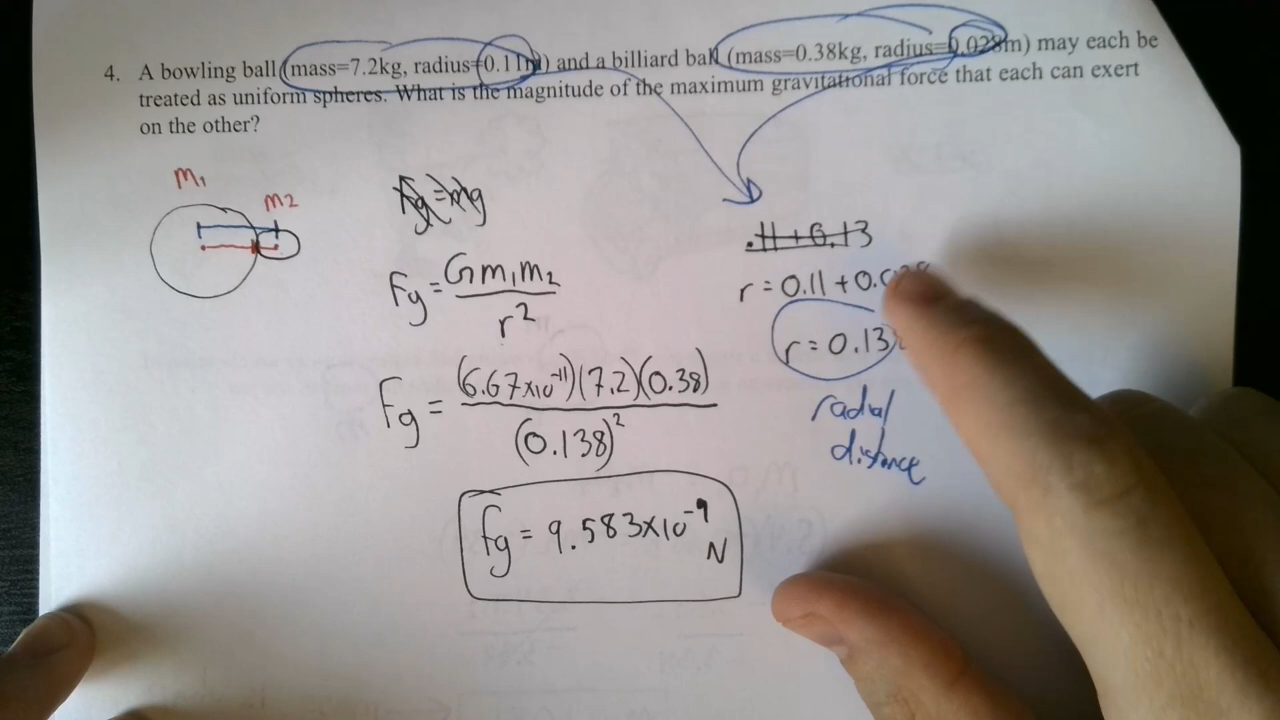 4. A bowling ball (mass=7.2kg, radius=0.11m) and a billiard ball (mass=0.38kg, radius=0.028m) may each be
treated as uniform spheres. What is the magnitude of the maximum gravitational force that each can exert
on the other?
m₁
m2
Fg=mg
Fg = Gm₁m₂ / r²
Fg = (6.67x10⁻¹¹)(7.2)(0.38) / (0.138)²
Fg = 9.583x10⁻⁹ N
.11+0.13
r = 0.11 + 0.0
r = 0.13
radial
distance